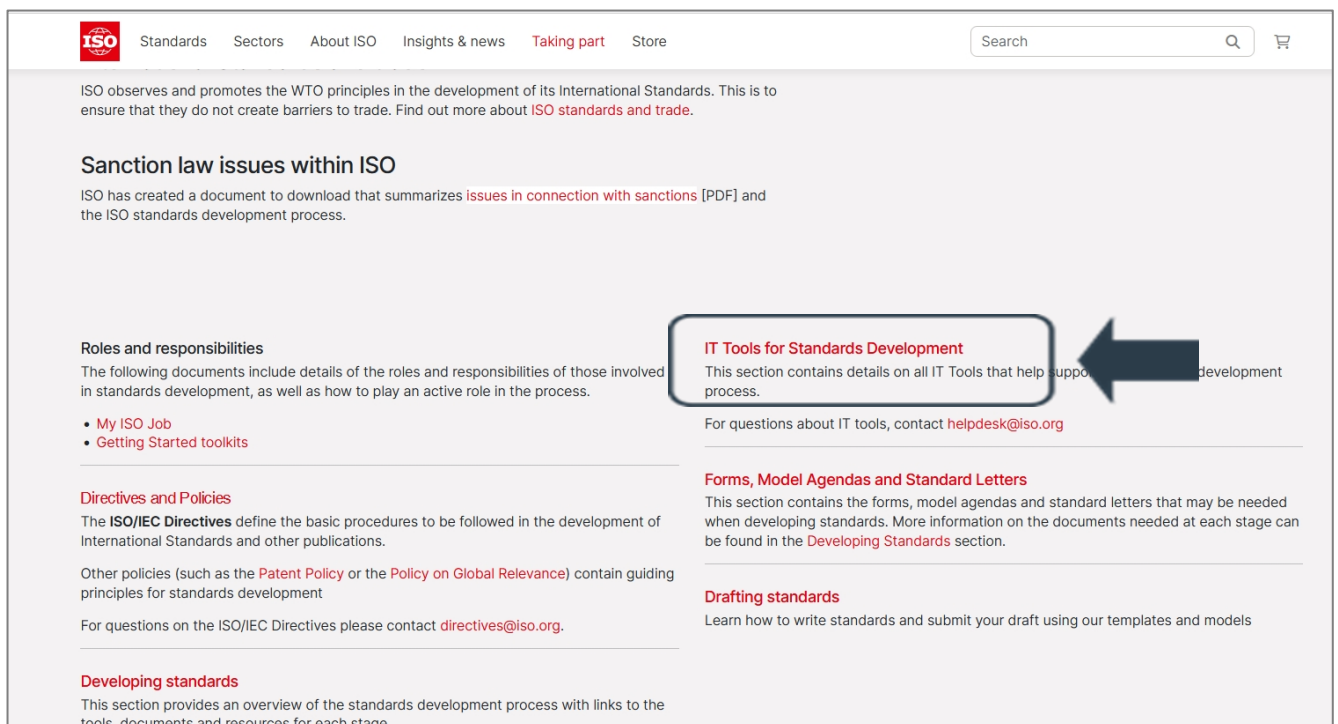 ISO
Standards Sectors About ISO Insights & news Taking part Store
Search
ISO observes and promotes the WTO principles in the development of its International Standards. This is to
ensure that they do not create barriers to trade. Find out more about ISO standards and trade.
Sanction law issues within ISO
ISO has created a document to download that summarizes issues in connection with sanctions [PDF] and
the ISO standards development process.
Roles and responsibilities
The following documents include details of the roles and responsibilities of those involved
in standards development, as well as how to play an active role in the process.
• My ISO Job
• Getting Started toolkits
Directives and Policies
The ISO/IEC Directives define the basic procedures to be followed in the development of
International Standards and other publications.
Other policies (such as the Patent Policy or the Policy on Global Relevance) contain guiding
principles for standards development
For questions on the ISO/IEC Directives please contact directives@iso.org.
Developing standards
This section provides an overview of the standards development process with links to the
tools, documents and resources for each stage
IT Tools for Standards Development
This section contains details on all IT Tools that help development
process.
For questions about IT tools, contact helpdesk@iso.org
Forms, Model Agendas and Standard Letters
This section contains the forms, model agendas and standard letters that may be needed
when developing standards. More information on the documents needed at each stage can
be found in the Developing Standards section.
Drafting standards
Learn how to write standards and submit your draft using our templates and models